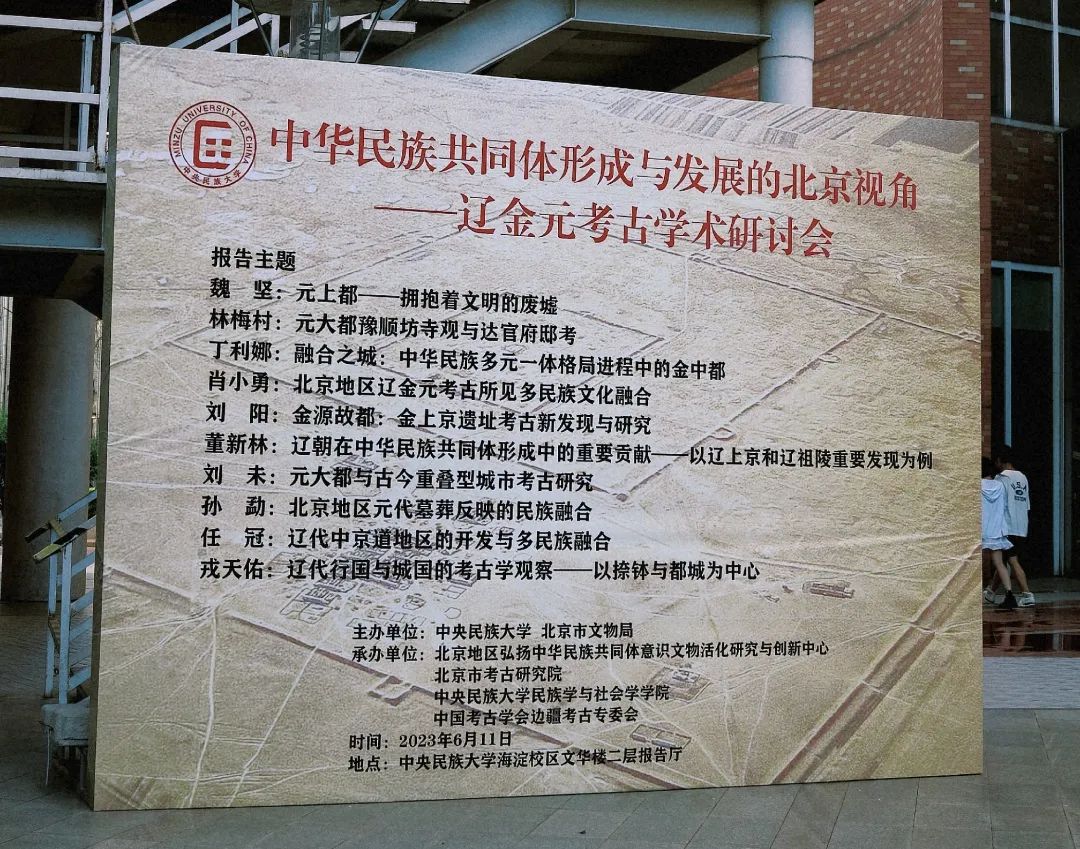 MINZU UNIVERSITY OF CHINA
中央民族大学
中华民族共同体形成与发展的北京视角
——辽金元考古学术研讨会
报告主题
魏 坚：元上都——拥抱着文明的废墟
林梅村：元大都豫顺坊寺观与达官府邸考
丁利娜：融合之城：中华民族多元一体格局进程中的金中都
肖小勇：北京地区辽金元考古所见多民族文化融合
刘 阳：金源故都：金上京遗址考古新发现与研究
董新林：辽朝在中华民族共同体形成中的重要贡献——以辽上京和辽祖陵重要发现为例
刘 未：元大都与古今重叠型城市考古研究
孙 勐：北京地区元代墓葬反映的民族融合
任 冠：辽代中京道地区的开发与多民族融合
戎天佑：辽代行国与城国的考古学观察——以捺钵与都城为中心
主办单位：中央民族大学 北京市文物局
承办单位：北京地区弘扬中华民族共同体意识文物活化研究与创新中心
北京市考古研究院
中央民族大学民族学与社会学学院
中国考古学会边疆考古专委会
时间：2023年6月11日
地点：中央民族大学海淀校区文华楼二层报告厅